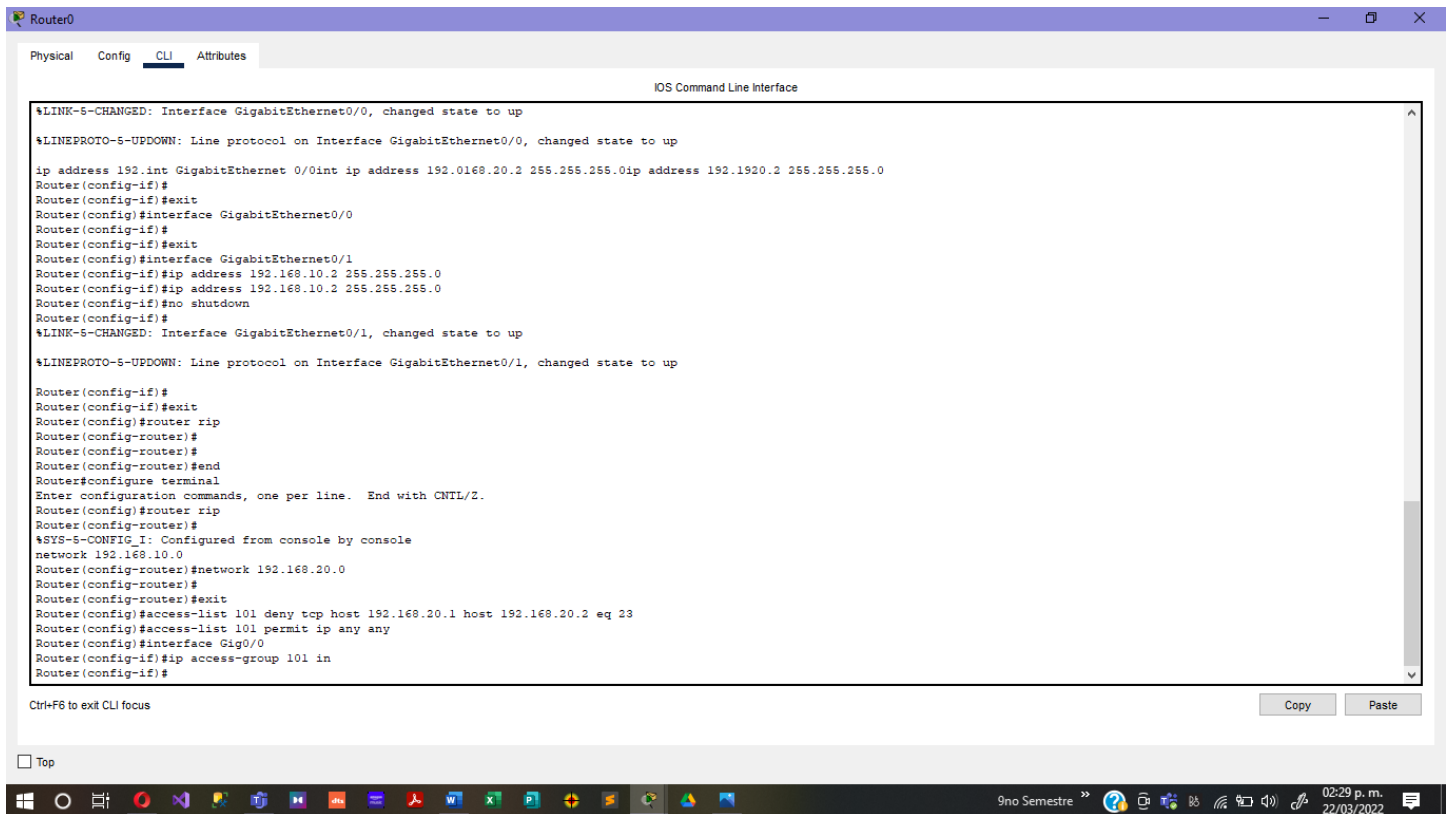 Router0
Physical Config CLI Attributes
IOS Command Line Interface
%LINK-5-CHANGED: Interface GigabitEthernet0/0, changed state to up
%LINEPROTO-5-UPDOWN: Line protocol on Interface GigabitEthernet0/0, changed state to up
ip address 192.int GigabitEthernet 0/0int ip address 192.0168.20.2 255.255.255.0ip address 192.1920.2 255.255.255.0
Router(config-if)#
Router(config-if)#exit
Router(config)#interface GigabitEthernet0/0
Router(config-if)#
Router(config-if)#exit
Router(config)#interface GigabitEthernet0/1
Router(config-if)#ip address 192.168.10.2 255.255.255.0
Router(config-if)#ip address 192.168.10.2 255.255.255.0
Router(config-if)#no shutdown
Router(config-if)#
%LINK-5-CHANGED: Interface GigabitEthernet0/1, changed state to up
%LINEPROTO-5-UPDOWN: Line protocol on Interface GigabitEthernet0/1, changed state to up
Router(config-if)#
Router(config-if)#exit
Router(config)#router rip
Router(config-router)#
Router(config-router)#
Router(config-router)#end
Router#configure terminal
Enter configuration commands, one per line. End with CNTL/Z.
Router(config)#router rip
Router(config-router)#
%SYS-5-CONFIG_I: Configured from console by console
network 192.168.10.0
Router(config-router)#network 192.168.20.0
Router(config-router)#
Router(config-router)#exit
Router(config)#access-list 101 deny tcp host 192.168.20.1 host 192.168.20.2 eq 23
Router(config)#access-list 101 permit ip any any
Router(config)#interface Gig0/0
Router(config-if)#ip access-group 101 in
Router(config-if)#
Ctrl+F6 to exit CLI focus
Copy Paste
Top
9no Semestre »
02:29 p. m.
22/03/2022